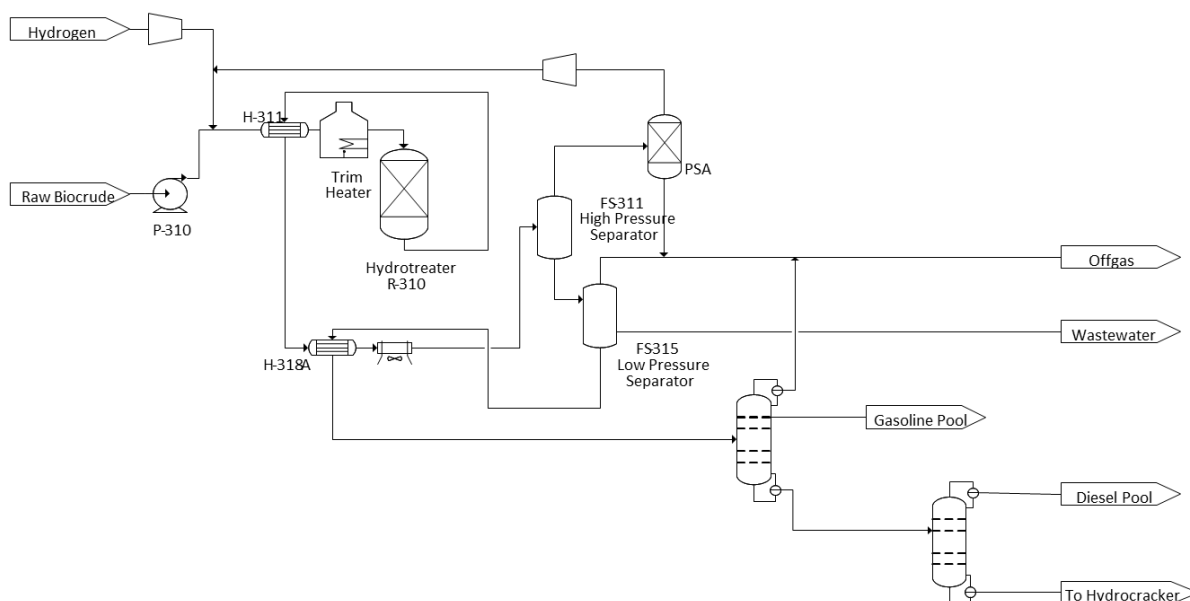 Hydrogen
H-311
Trim
Heater
PSA
Raw Biocrude
P-310
FS311
High Pressure
Separator
Hydrotreater
R-310
Offgas
Wastewater
H-318A
FS315
Low Pressure
Separator
Gasoline Pool
Diesel Pool
To Hydrocracker